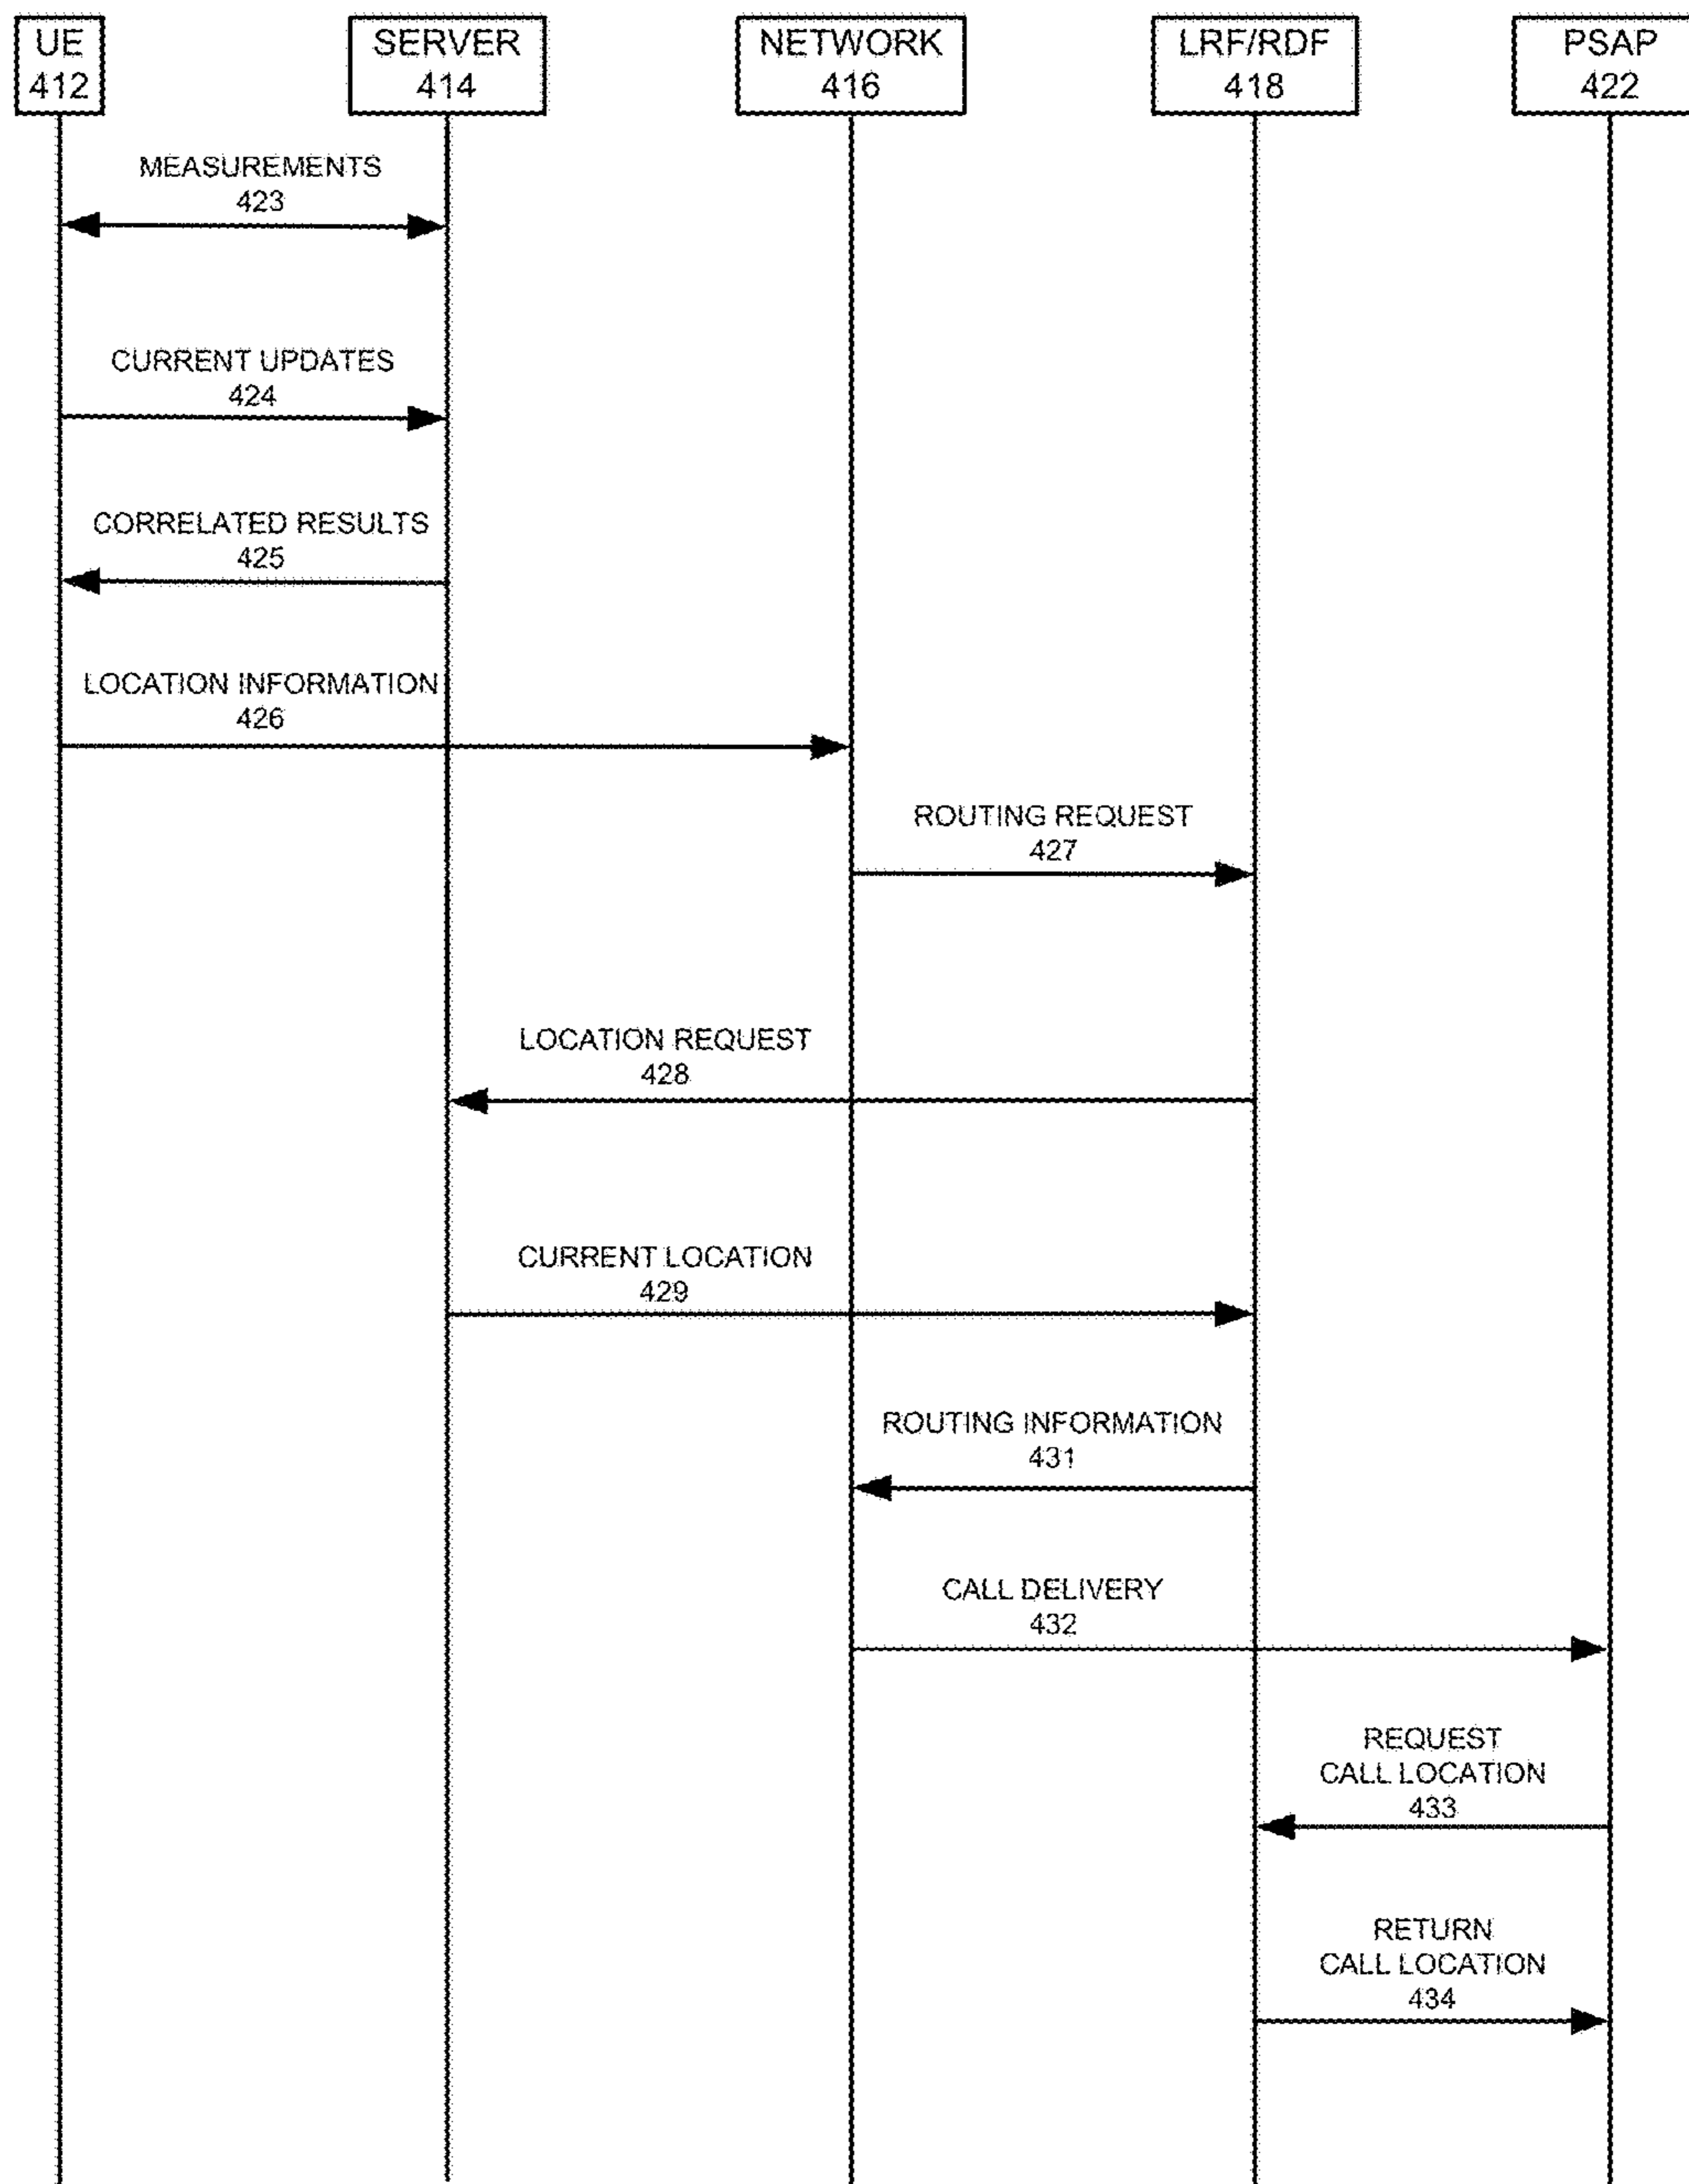 UE
412
SERVER
414
NETWORK
416
LRF/RDF
418
PSAP
422
MEASUREMENTS
423
CURRENT UPDATES
424
CORRELATED RESULTS
425
LOCATION INFORMATION
426
ROUTING REQUEST
427
LOCATION REQUEST
428
CURRENT LOCATION
429
ROUTING INFORMATION
431
CALL DELIVERY
432
REQUEST
CALL LOCATION
433
RETURN
CALL LOCATION
434